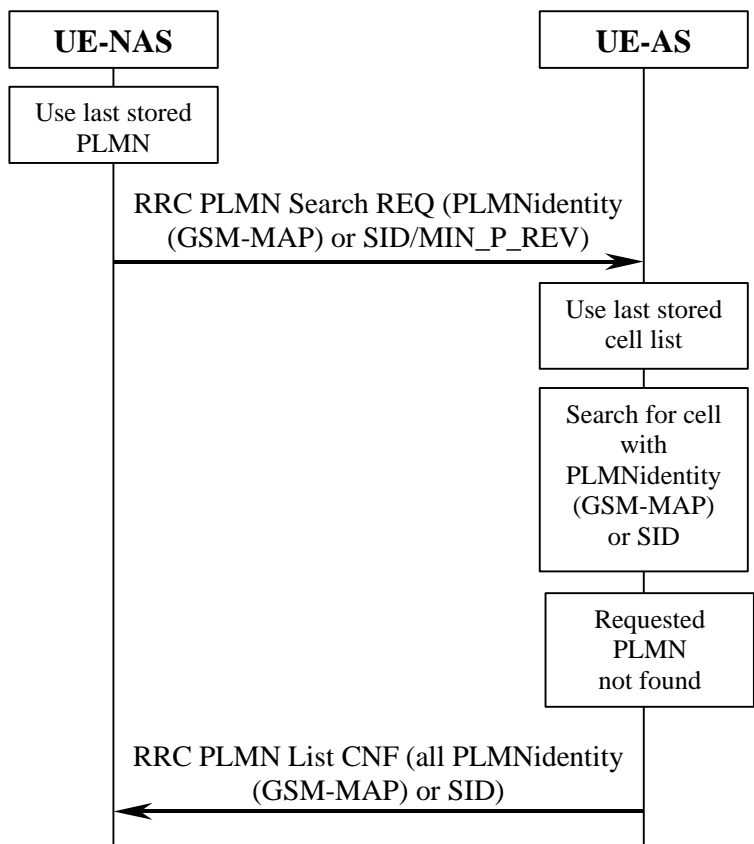 UE-NAS
UE-AS
Use last stored
PLMN
RRC PLMN Search REQ (PLMNidentity
(GSM-MAP) or SID/MIN_P_REV)
Use last stored
cell list
Search for cell
with
PLMNidentity
(GSM-MAP)
or SID
Requested
PLMN
not found
RRC PLMN List CNF (all PLMNidentity
(GSM-MAP) or SID)